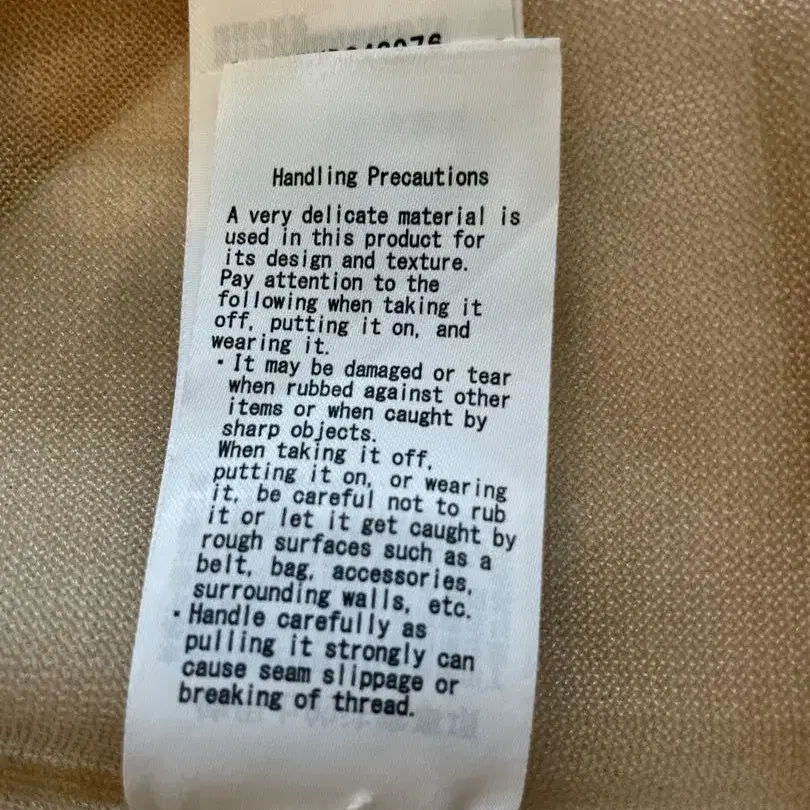 Handling Precautions
A very delicate material is
used in this product for
its design and texture.
Pay attention to the
following when taking it
off, putting it on, and
wearing it.
・It may be damaged or tear
when rubbed against other
items or when caught by
sharp objects.
When taking it off,
putting it on, or wearing
it, be careful not to rub
it or let it get caught by
rough surfaces such as a
belt, bag, accessories,
surrounding walls, etc.
・Handle carefully as
pulling it strongly can
cause seam slippage or
breaking of thread.